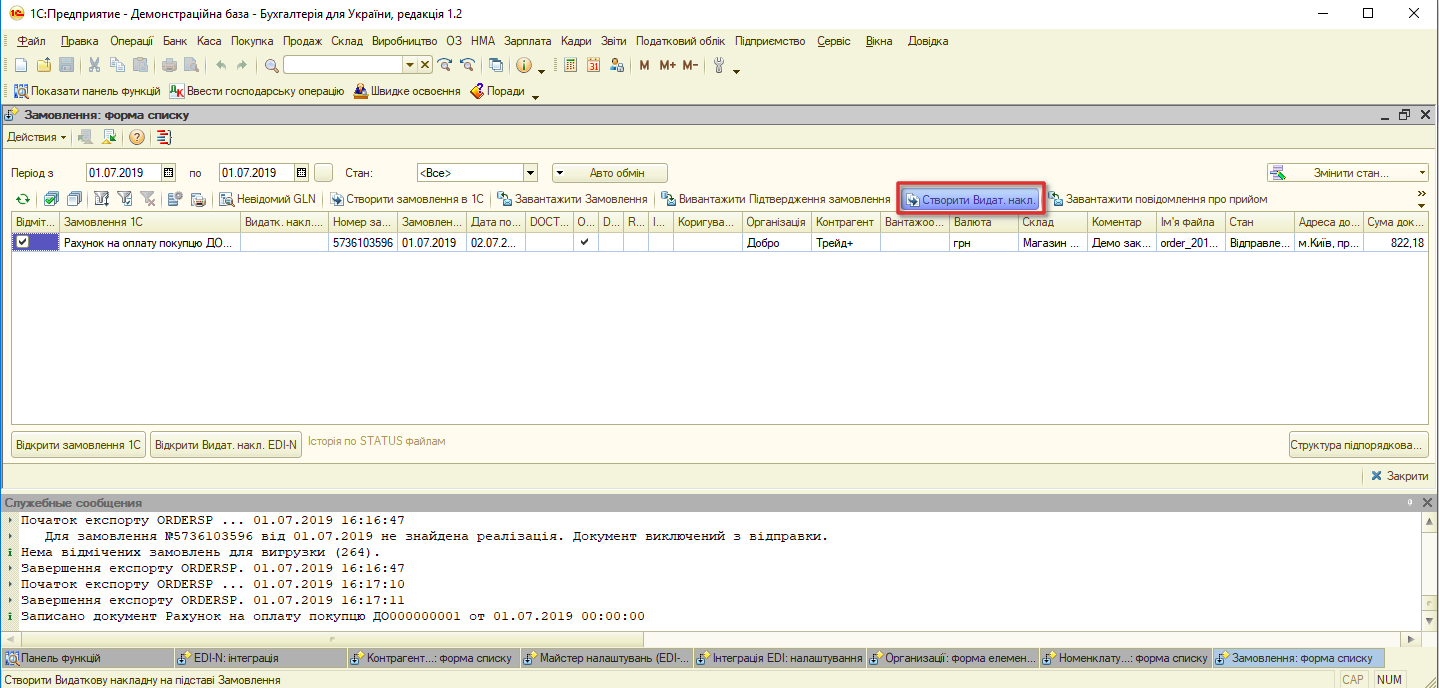 1С:Предприятие - Демонстраційна база - Бухгалтерія для України, редакція 1.2
Файл Правка Операції Банк Каса Покупка Продаж Склад Виробництво ОЗ НМА Зарплата Кадри Звіти Податковий облік Підприємство Сервіс Вікна Довідка
M M+ M-
Показати панель функцій Ввести господарську операцію Швидке освоєння Поради
Замовлення: форма списку
Действия
Період з 01.07.2019 по 01.07.2019 Стан: <Все> Авто обмін Змінити стан...
Невідомий GLN Створити замовлення в 1С Завантажити Замовлення Вивантажити Підтвердження замовлення Створити Видат. накл. Завантажити повідомлення про прийом
Відміт... Замовлення 1С Видатк. накл.... Номер за... Замовлен... Дата по... DOCT... О... D... R... I... Коригува... Організація Контрагент Вантажоо... Валюта Склад Коментар Ім'я файла Стан Адреса до... Сума док...
Рахунок на оплату покупцю ДО... 5736103596 01.07.2019 02.07.2... Добро Трейд+ грн Магазин ... Демо зак... order_201... Відправле... м.Київ, пр... 822,18
Відкрити замовлення 1С Відкрити Видат. накл. EDI-N Історія по STATUS файлам Структура підпорядкова...
Закрити
Служебные сообщения
Початок експорту ORDERSP ... 01.07.2019 16:16:47
Для замовлення №5736103596 від 01.07.2019 не знайдена реалізація. Документ виключений з відправки.
Нема відмічених замовлень для вигрузки (264).
Завершення експорту ORDERSP. 01.07.2019 16:16:47
Початок експорту ORDERSP ... 01.07.2019 16:17:10
Завершення експорту ORDERSP. 01.07.2019 16:17:11
Записано документ Рахунок на оплату покупцю ДО000000001 от 01.07.2019 00:00:00
Панель функцій EDI-N: інтеграція Контрагент...: форма списку Майстер налаштувань (EDI-... Інтеграція EDI: налаштування Організації: форма елемен... Номенклату...: форма списку Замовлення: форма списку
Створити Видаткову накладну на підставі Замовлення CAP NUM